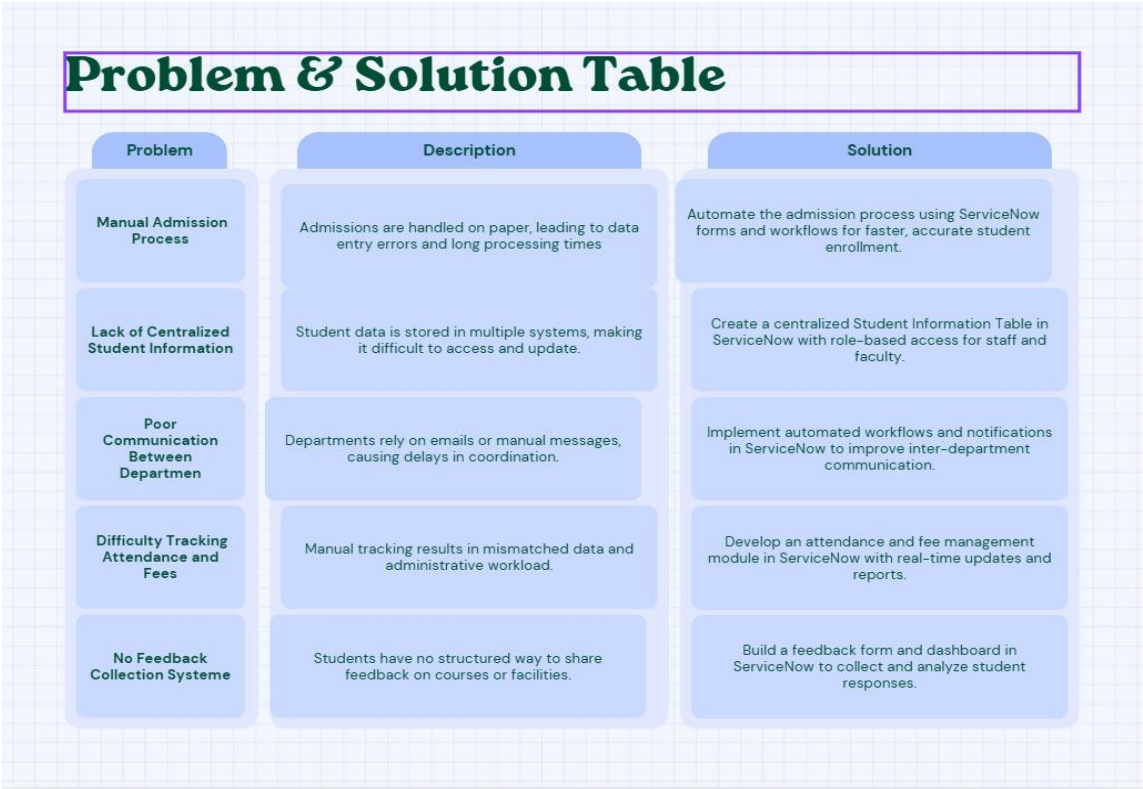 Problem & Solution Table
Problem
Description
Solution
Manual Admission
Process
Admissions are handled on paper, leading to data
entry errors and long processing times
Automate the admission process using ServiceNow
forms and workflows for faster, accurate student
enrollment.
Lack of Centralized
Student Information
Student data is stored in multiple systems, making
it difficult to access and update.
Create a centralized Student Information Table in
ServiceNow with role-based access for staff and
faculty.
Poor
Communication
Between
Departmen
Departments rely on emails or manual messages,
causing delays in coordination.
Implement automated workflows and notifications
in ServiceNow to improve inter-department
communication.
Difficulty Tracking
Attendance and
Fees
Manual tracking results in mismatched data and
administrative workload.
Develop an attendance and fee management
module in ServiceNow with real-time updates and
reports.
No Feedback
Collection Systeme
Students have no structured way to share
feedback on courses or facilities.
Build a feedback form and dashboard in
ServiceNow to collect and analyze student
responses.